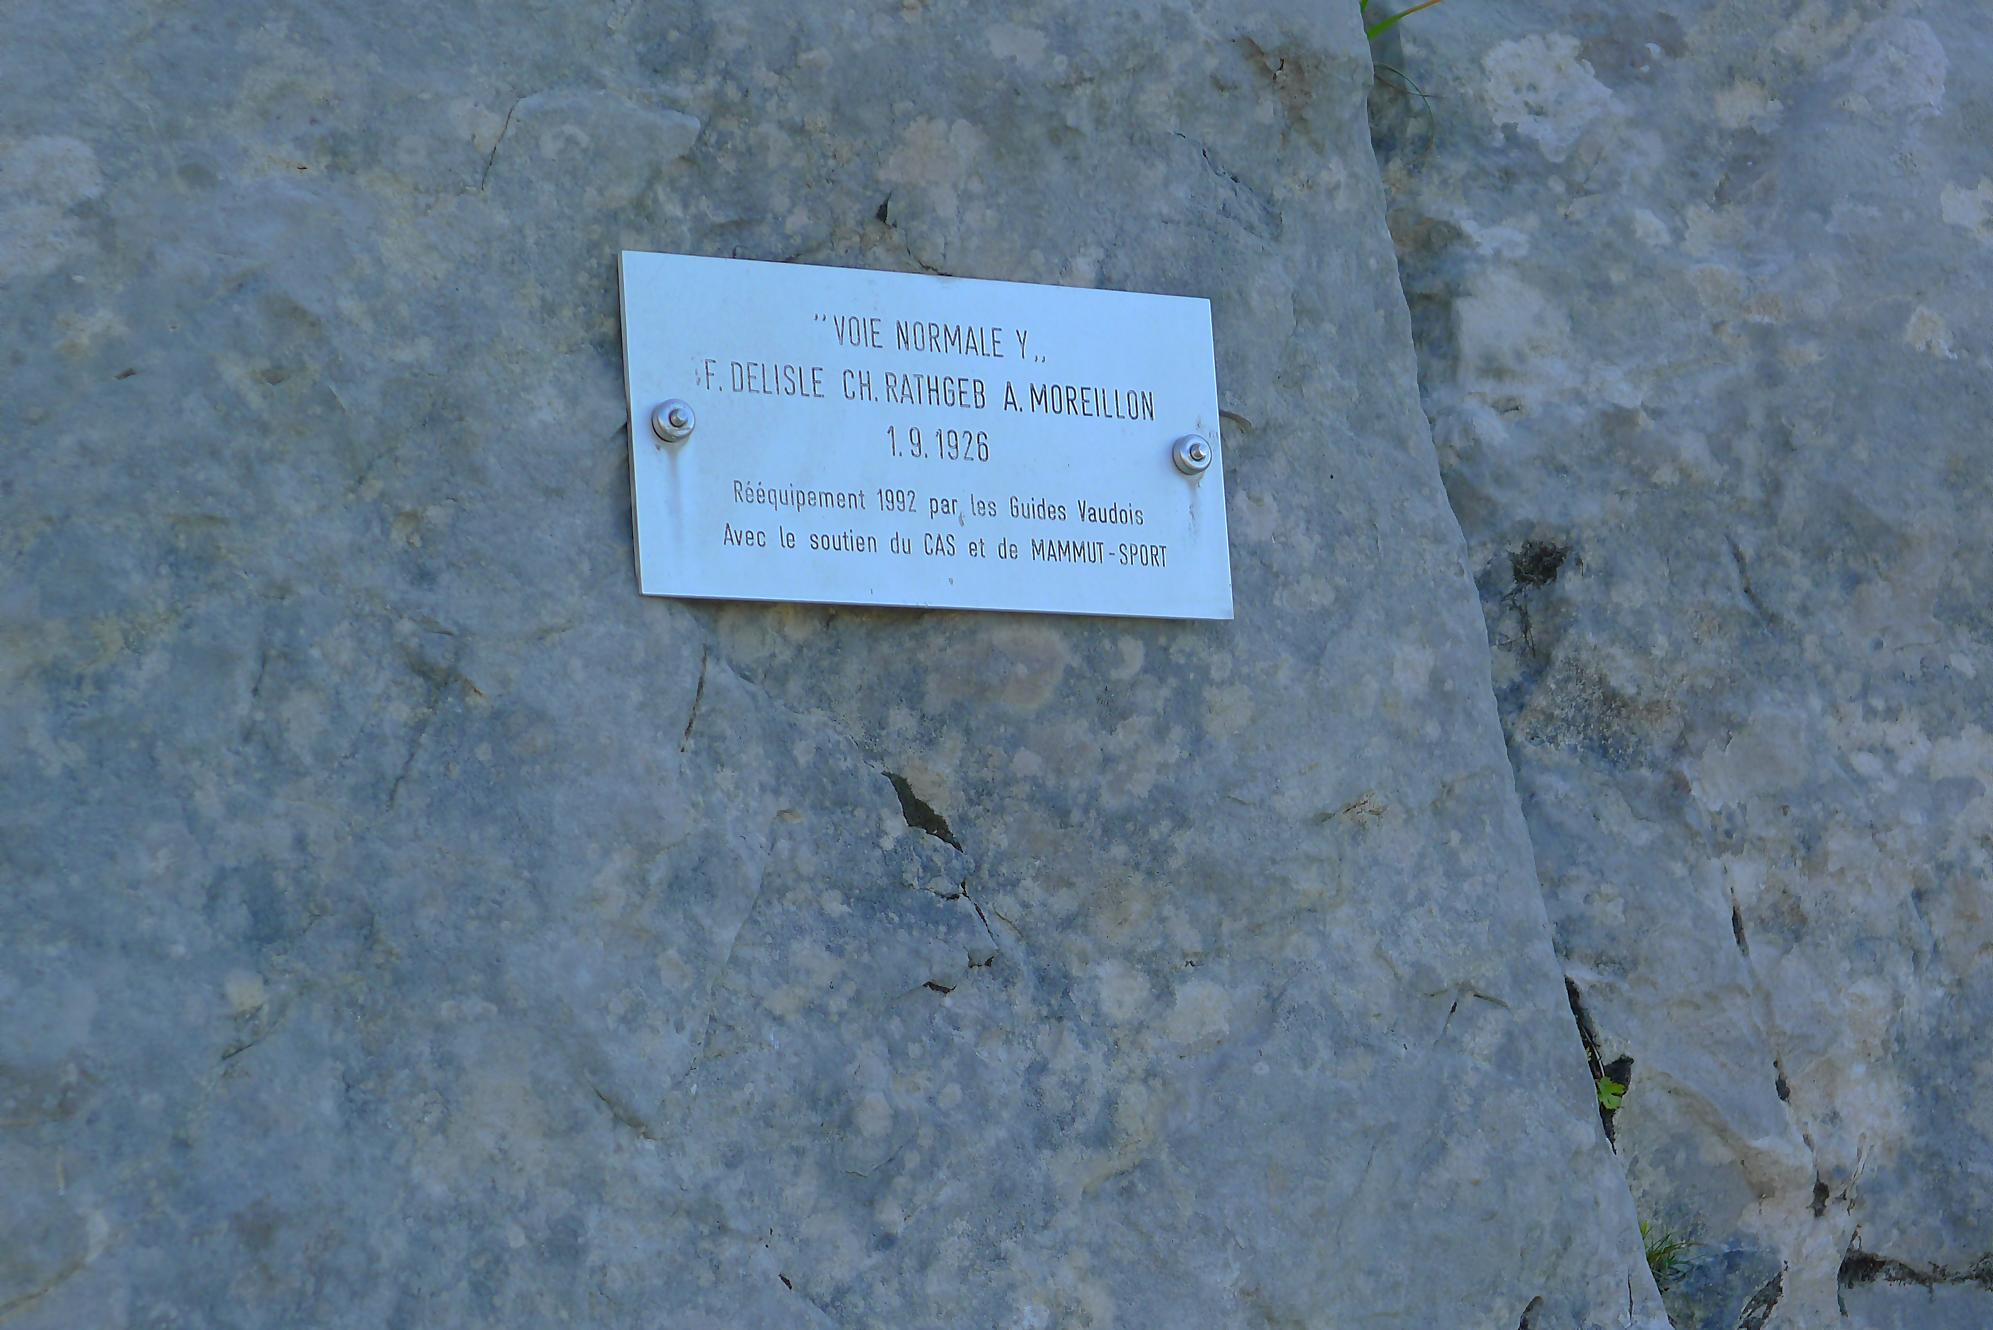 "VOIE NORMALE Y„
F. DELISLE CH. RATHGEB A. MOREILLON
1.9.1926
Rééquipement 1992 par les Guides Vaudois
Avec le soutien du CAS et de MAMMUT-SPORT